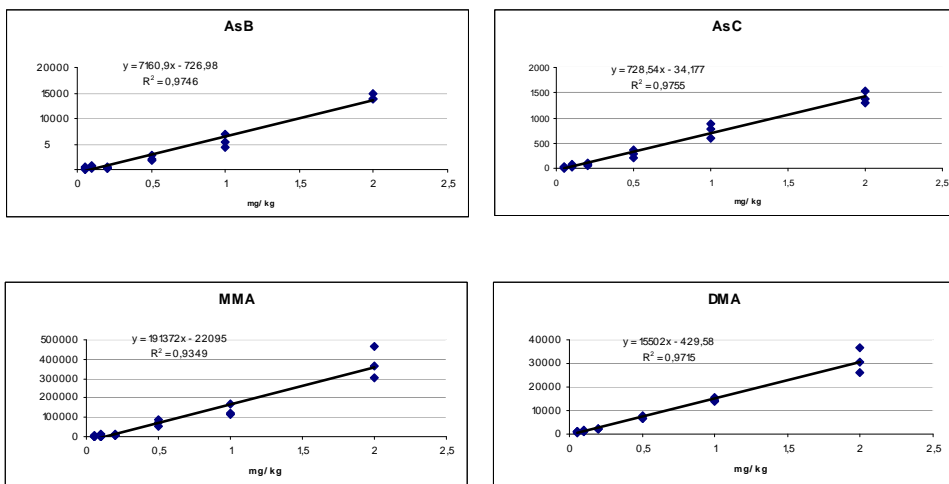 AsB
y = 7160,9x - 726,98
R² = 0,9746
20000
15000
10000
5
0
0 0,5 1 1,5 2 2,5
mg/ kg
AsC
y = 728,54x - 34,177
R² = 0,9755
2000
1500
1000
500
0
0 0,5 1 1,5 2 2,5
mg/ kg
MMA
y = 191372x - 22095
R² = 0,9349
500000
400000
300000
200000
100000
0
0 0,5 1 1,5 2 2,5
mg/ kg
DMA
y = 15502x - 429,58
R² = 0,9715
40000
30000
20000
10000
0
0 0,5 1 1,5 2 2,5
mg/ kg